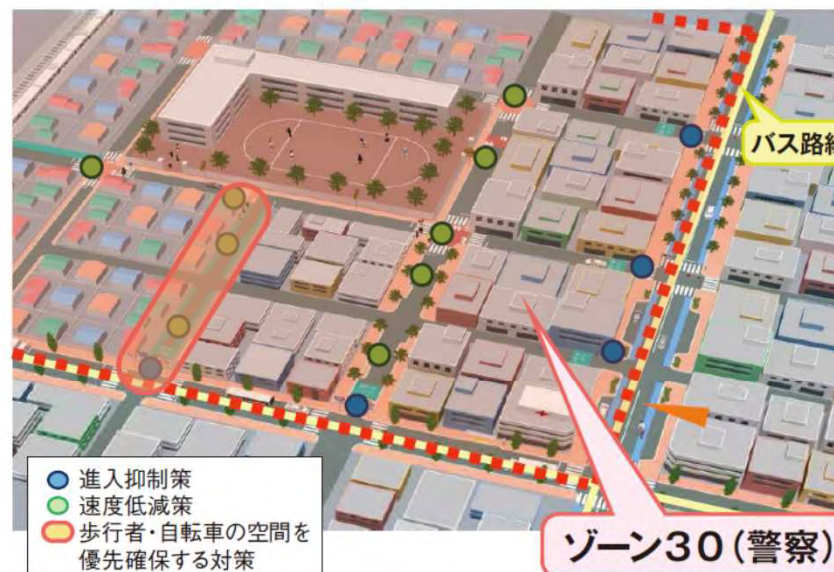 バス路線
進入抑制策
速度低減策
歩行者・自転車の空間を
優先確保する対策
ゾーン30（警察）